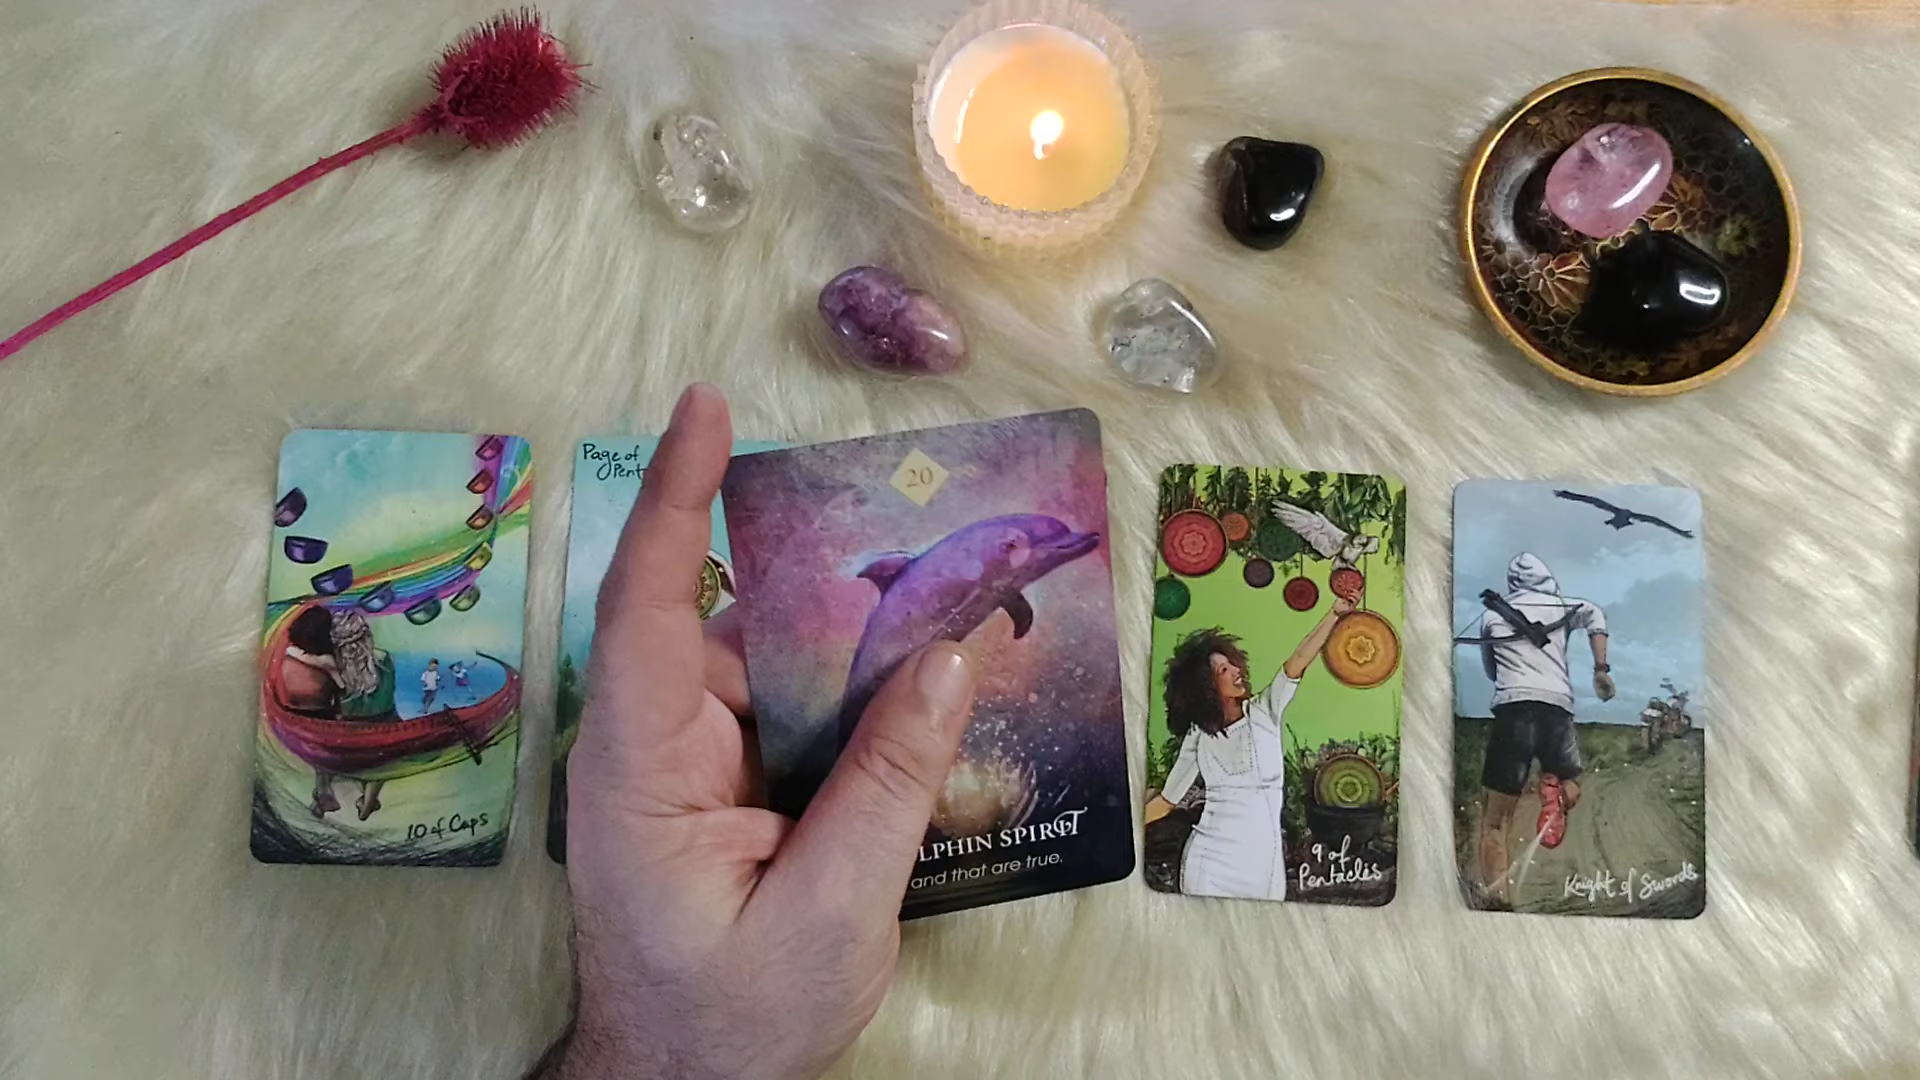 Page of
Pent
20
LPHIN SPIRIT
and that are true.
10 of Cups
9 of
Pentacles
Knight of Swords